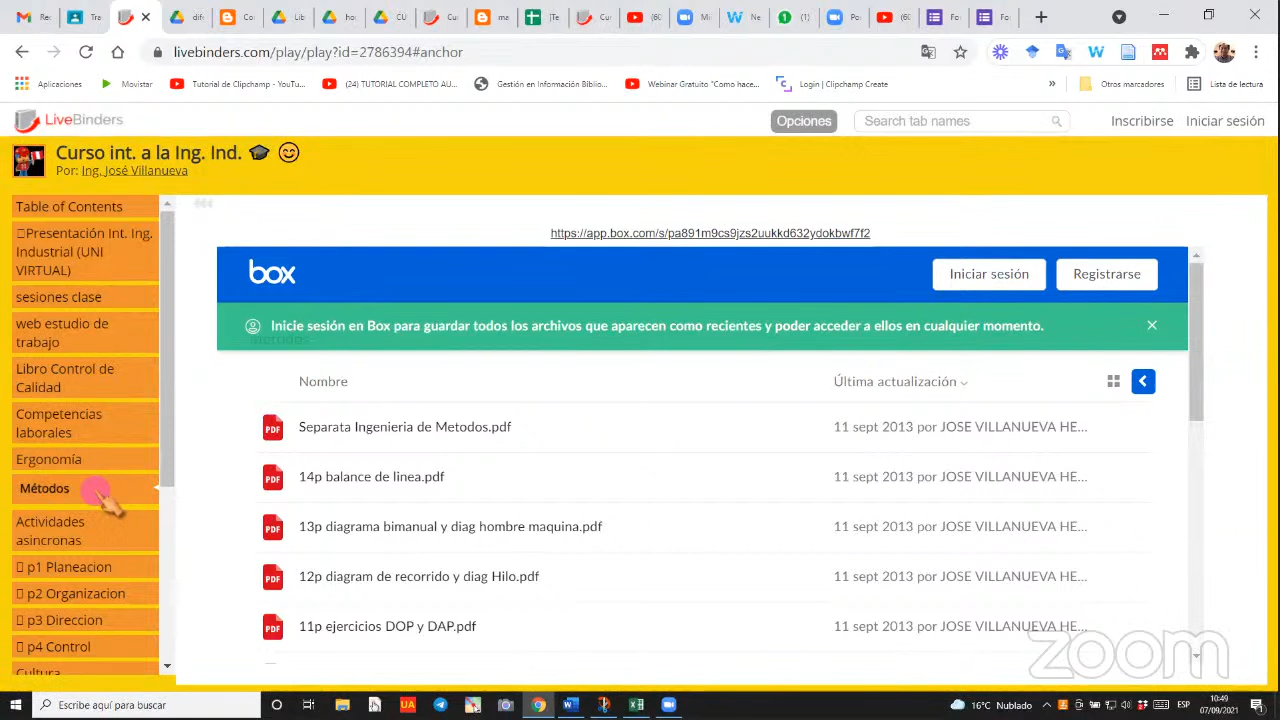 livebinders.com/play/play?id=2786394#anchor
Aplicaciones
Movistar
Tutorial de Clipchamp - YouTu...
(24) TUTORIAL COMPLETO AU...
Gestión en Información Biblio...
Webinar Gratuito "Como hace...
Login | Clipchamp Create
»
Otros marcadores
Lista de lectura
LiveBinders
Opciones
Search tab names
Inscribirse
Iniciar sesión
Curso int. a la Ing. Ind.
Por: Ing. José Villanueva
Table of Contents
Presentación Int. Ing.
Industrial (UNI
VIRTUAL)
sesiones clase
web estudio de
trabajo
Libro Control de
Calidad
Competencias
laborales
Ergonomía
Métodos
Actividades
asincronas
p1 Planeacion
p2 Organizacion
p3 Direccion
p4 Control
Cultura
https://app.box.com/s/pa891m9cs9jzs2uukkd632ydokbwf7f2
box
Iniciar sesión
Registrarse
Inicie sesión en Box para guardar todos los archivos que aparecen como recientes y poder acceder a ellos en cualquier momento.
Nombre
Última actualización
Separata Ingenieria de Metodos.pdf
11 sept 2013 por JOSE VILLANUEVA HE...
14p balance de linea.pdf
11 sept 2013 por JOSE VILLANUEVA HE...
13p diagrama bimanual y diag hombre maquina.pdf
11 sept 2013 por JOSE VILLANUEVA HE...
12p diagram de recorrido y diag Hilo.pdf
11 sept 2013 por JOSE VILLANUEVA HE...
11p ejercicios DOP y DAP.pdf
11 sept 2013 por JOSE VILLANUEVA HE...
zoom
Escribe aquí para buscar
16°C Nublado
ESP
10:49
07/09/2021